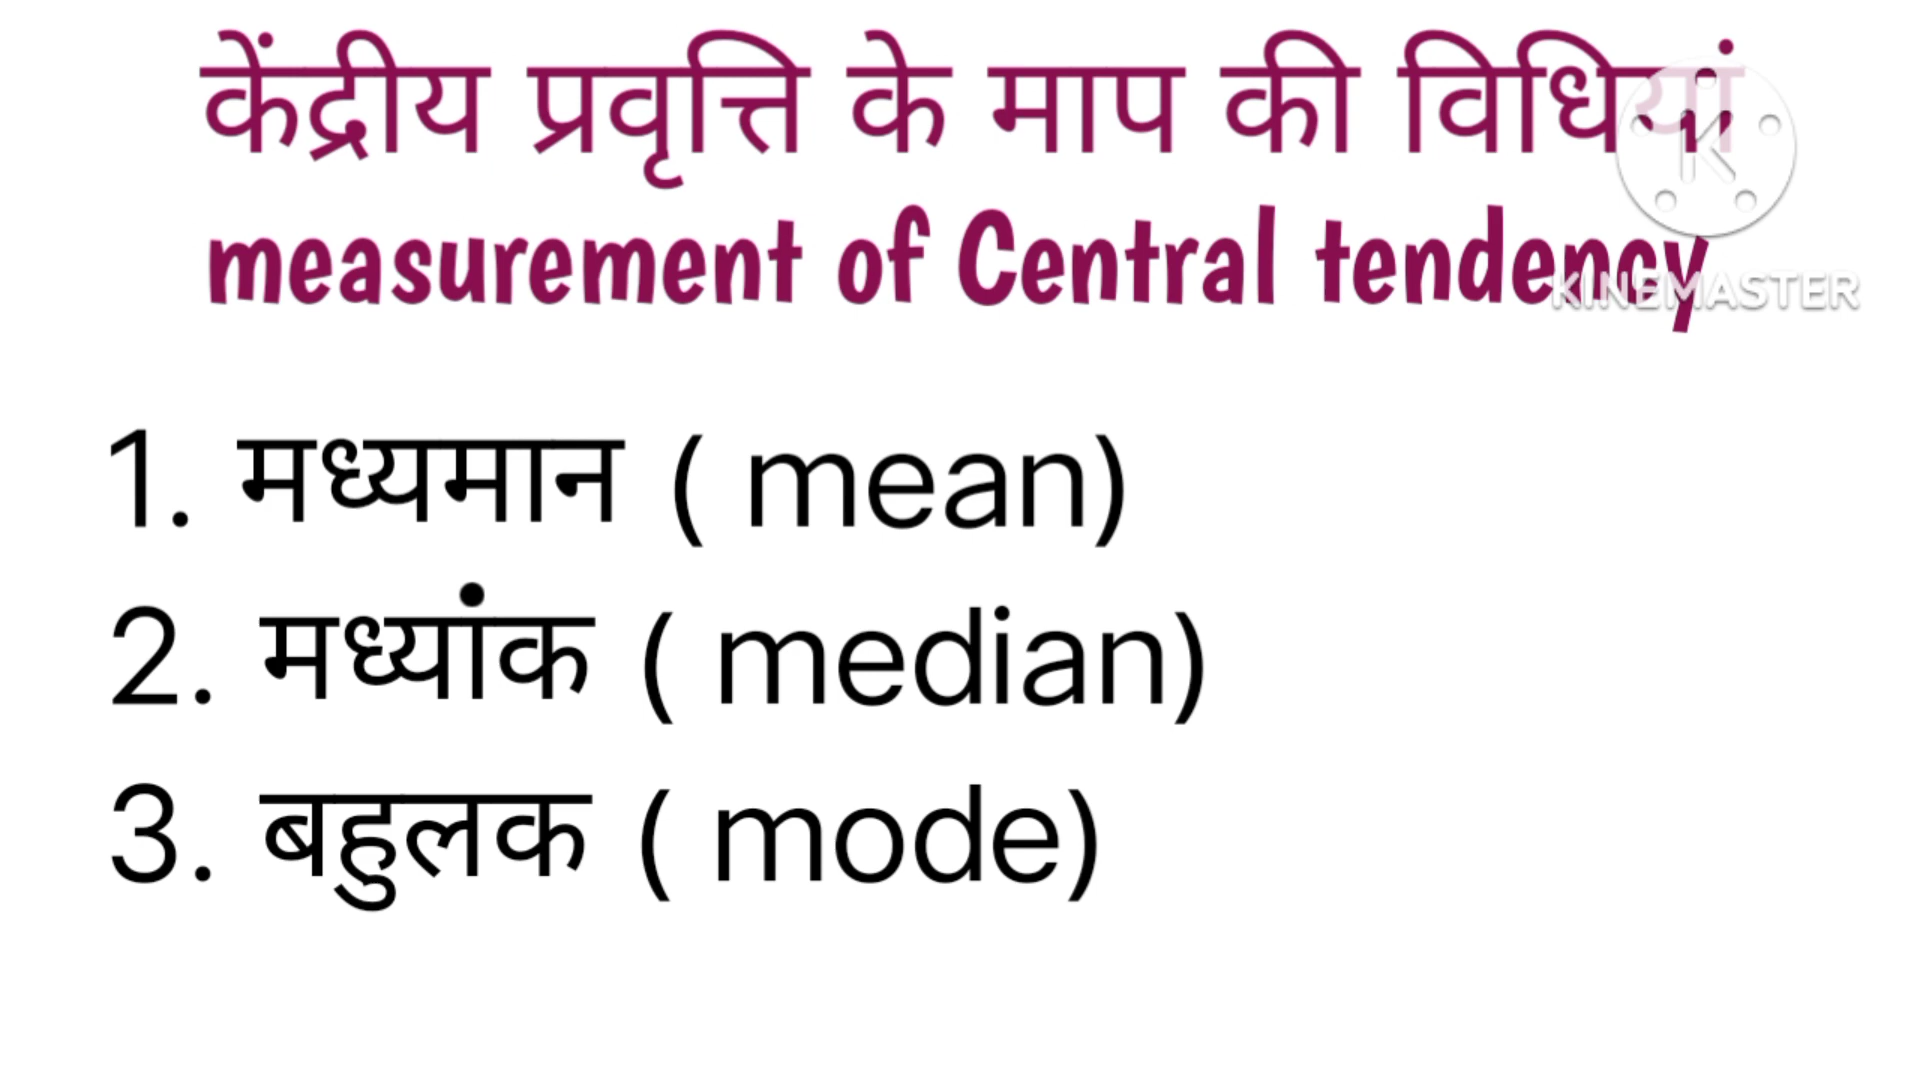 केंद्रीय प्रवृत्ति के माप की विधियां
measurement of Central tendency
K
KINEMASTER
1. मध्यमान ( mean)
2. मध्यांक ( median)
3. बहुलक ( mode)